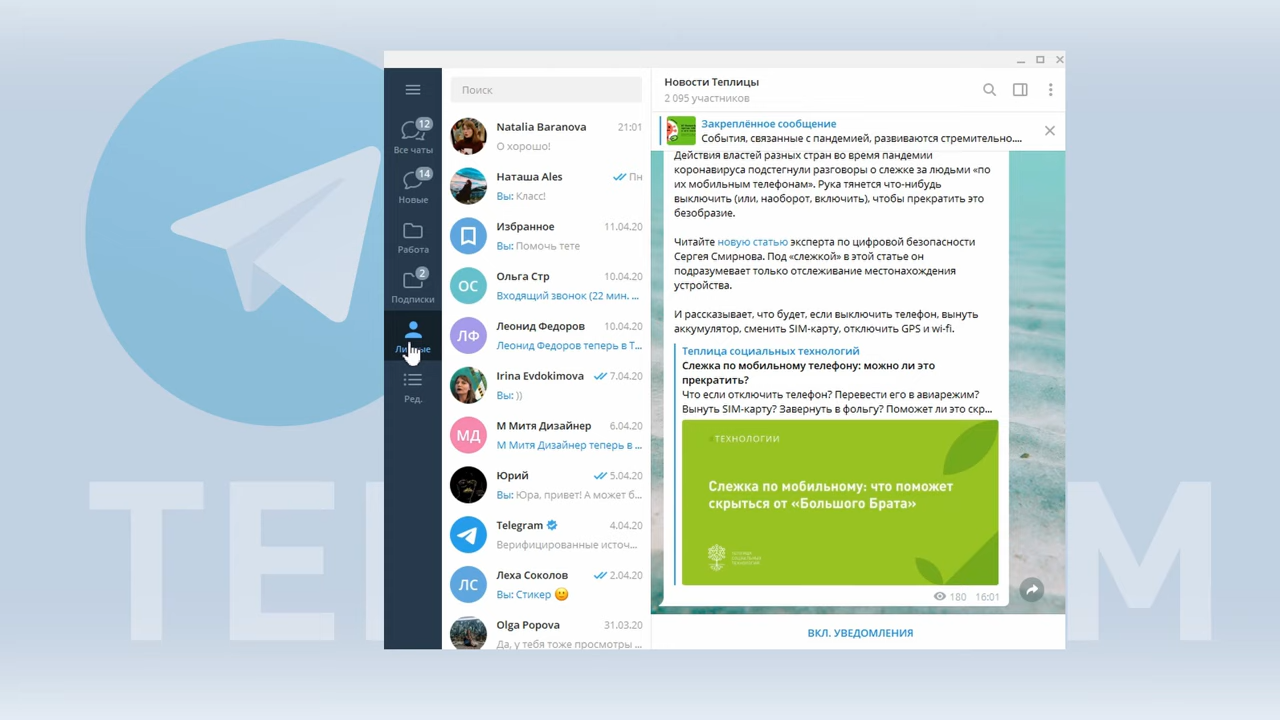 Новости Теплицы
2 095 участников
Поиск
Закреплённое сообщение
События, связанные с пандемией, развиваются стремительно....
12
Все чаты
14
Новые
Работа
2
Подписки
Ред.
Natalia Baranova 21:01
О хорошо!
Наташа Ales Пн
Вы: Класс!
Избранное 11.04.20
Вы: Помочь тете
ОС
Ольга Стр 10.04.20
Входящий звонок (22 мин. ...
ЛФ
Леонид Федоров 10.04.20
Леонид Федоров теперь в Т...
Irina Evdokimova 7.04.20
Вы: ))
МД
М Митя Дизайнер 6.04.20
М Митя Дизайнер теперь в ...
Юрий 5.04.20
Вы: Юра, привет! А может б...
Telegram 4.04.20
Верифицированные источ...
ЛС
Леха Соколов 2.04.20
Вы: Стикер
Olga Popova 31.03.20
Да, у тебя тоже просмотры ...
Действия властей разных стран во время пандемии
коронавируса подстегнули разговоры о слежке за людьми «по
их мобильным телефонам». Рука тянется что-нибудь
выключить (или, наоборот, включить), чтобы прекратить это
безобразие.
Читайте новую статью эксперта по цифровой безопасности
Сергея Смирнова. Под «слежкой» в этой статье он
подразумевает только отслеживание местонахождения
устройства.
И рассказывает, что будет, если выключить телефон, вынуть
аккумулятор, сменить SIM-карту, отключить GPS и wi-fi.
Теплица социальных технологий
Слежка по мобильному телефону: можно ли это
прекратить?
Что если отключить телефон? Перевести его в авиарежим?
Вынуть SIM-карту? Завернуть в фольгу? Поможет ли это скр...
#ТЕХНОЛОГИИ
Слежка по мобильному: что поможет
скрыться от «Большого Брата»
180 16:01
ВКЛ. УВЕДОМЛЕНИЯ